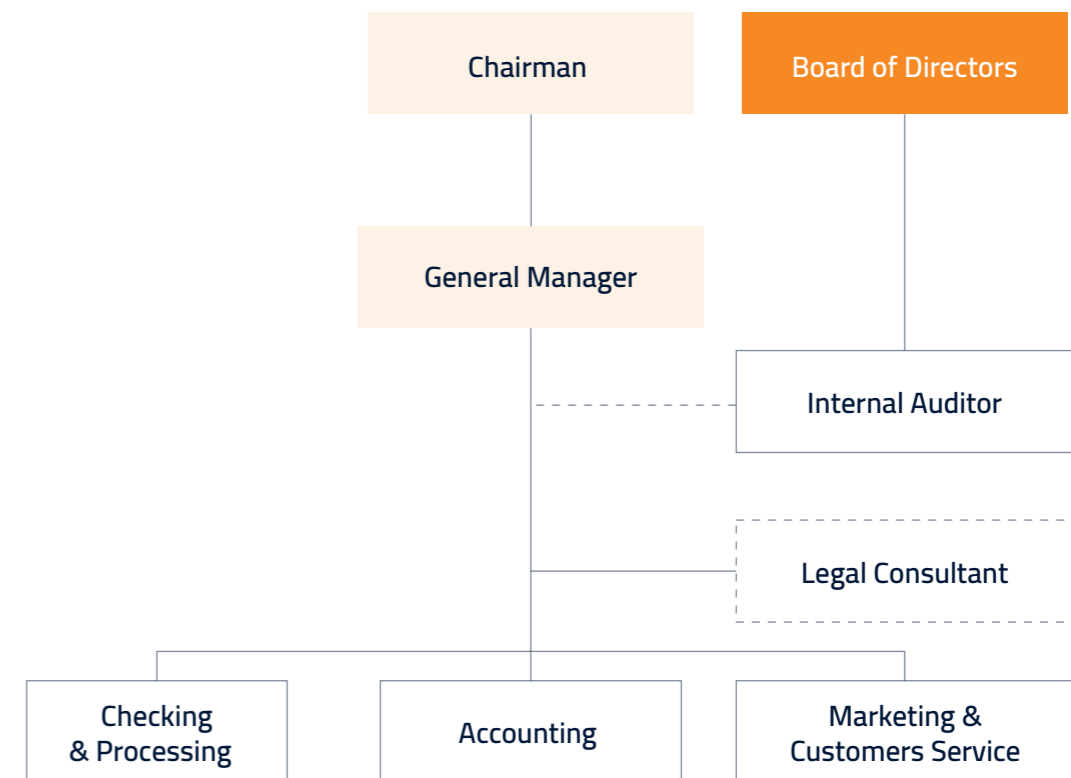 Chairman
Board of Directors
General Manager
Internal Auditor
Legal Consultant
Checking
& Processing
Accounting
Marketing &
Customers Service